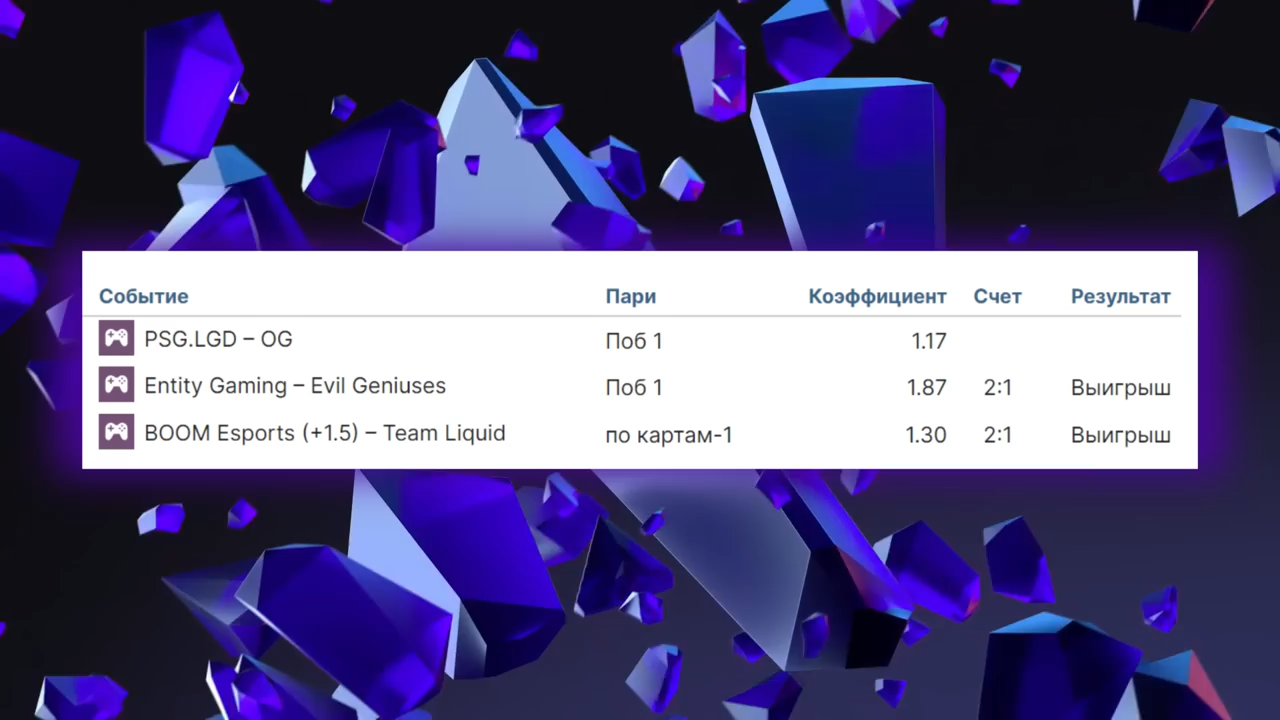 Событие Пари Коэффициент Счет Результат
PSG.LGD – OG Поб 1 1.17
Entity Gaming – Evil Geniuses Поб 1 1.87 2:1 Выигрыш
BOOM Esports (+1.5) – Team Liquid по картам-1 1.30 2:1 Выигрыш